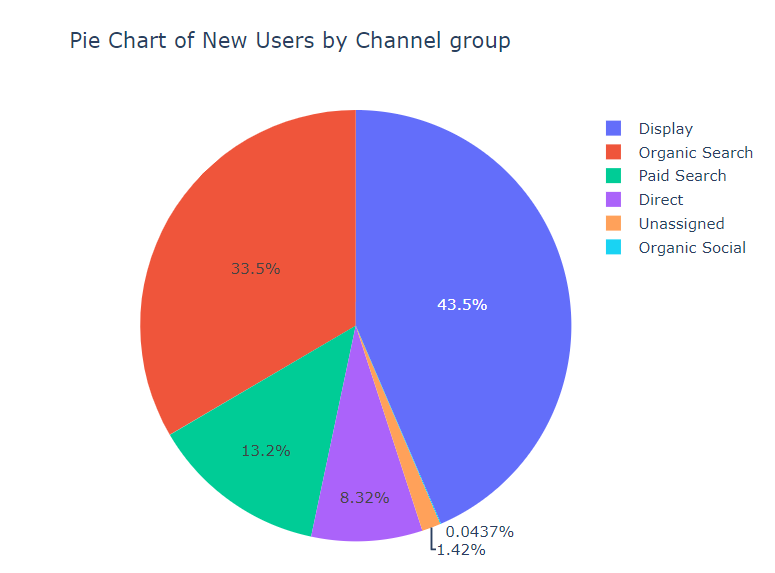 Pie Chart of New Users by Channel group
Display
Organic Search
Paid Search
Direct
Unassigned
Organic Social
33.5%
43.5%
13.2%
8.32%
0.0437%
1.42%